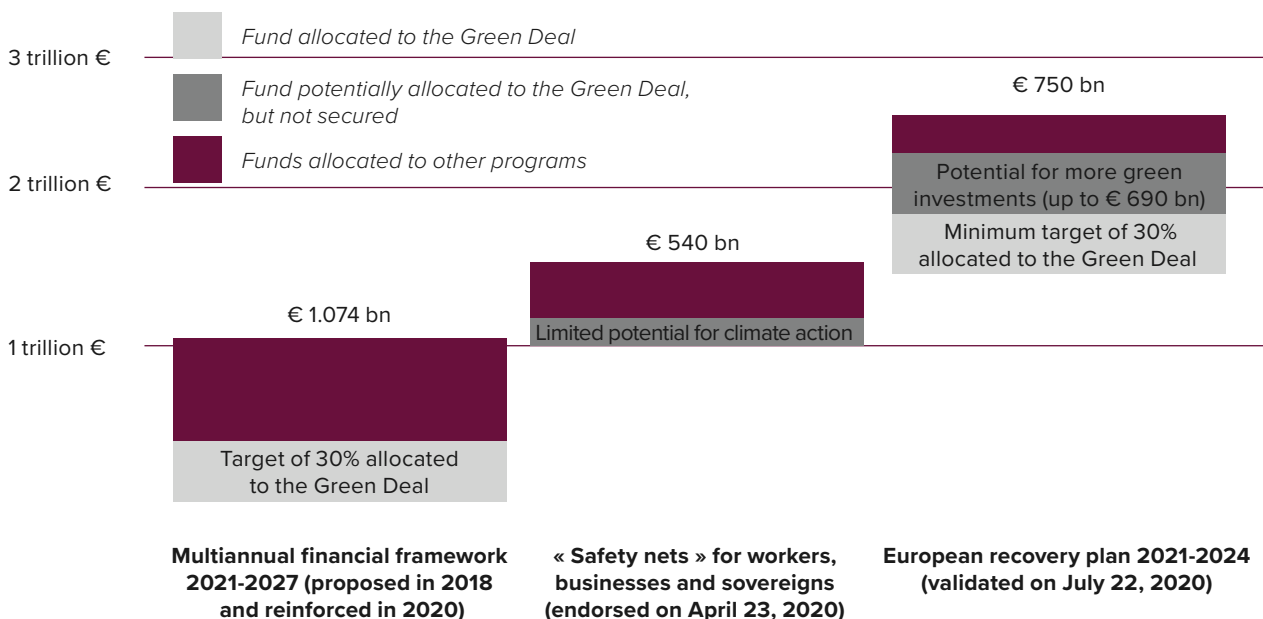 Fund allocated to the Green Deal
3 trillion €
Fund potentially allocated to the Green Deal,
but not secured
€ 750 bn
Funds allocated to other programs
2 trillion €
Potential for more green
investments (up to € 690 bn)
Minimum target of 30%
allocated to the Green Deal
€ 540 bn
€ 1.074 bn
Limited potential for climate action
1 trillion €
Target of 30% allocated
to the Green Deal
Multiannual financial framework
2021-2027 (proposed in 2018
and reinforced in 2020)
« Safety nets » for workers,
businesses and sovereigns
(endorsed on April 23, 2020)
European recovery plan 2021-2024
(validated on July 22, 2020)